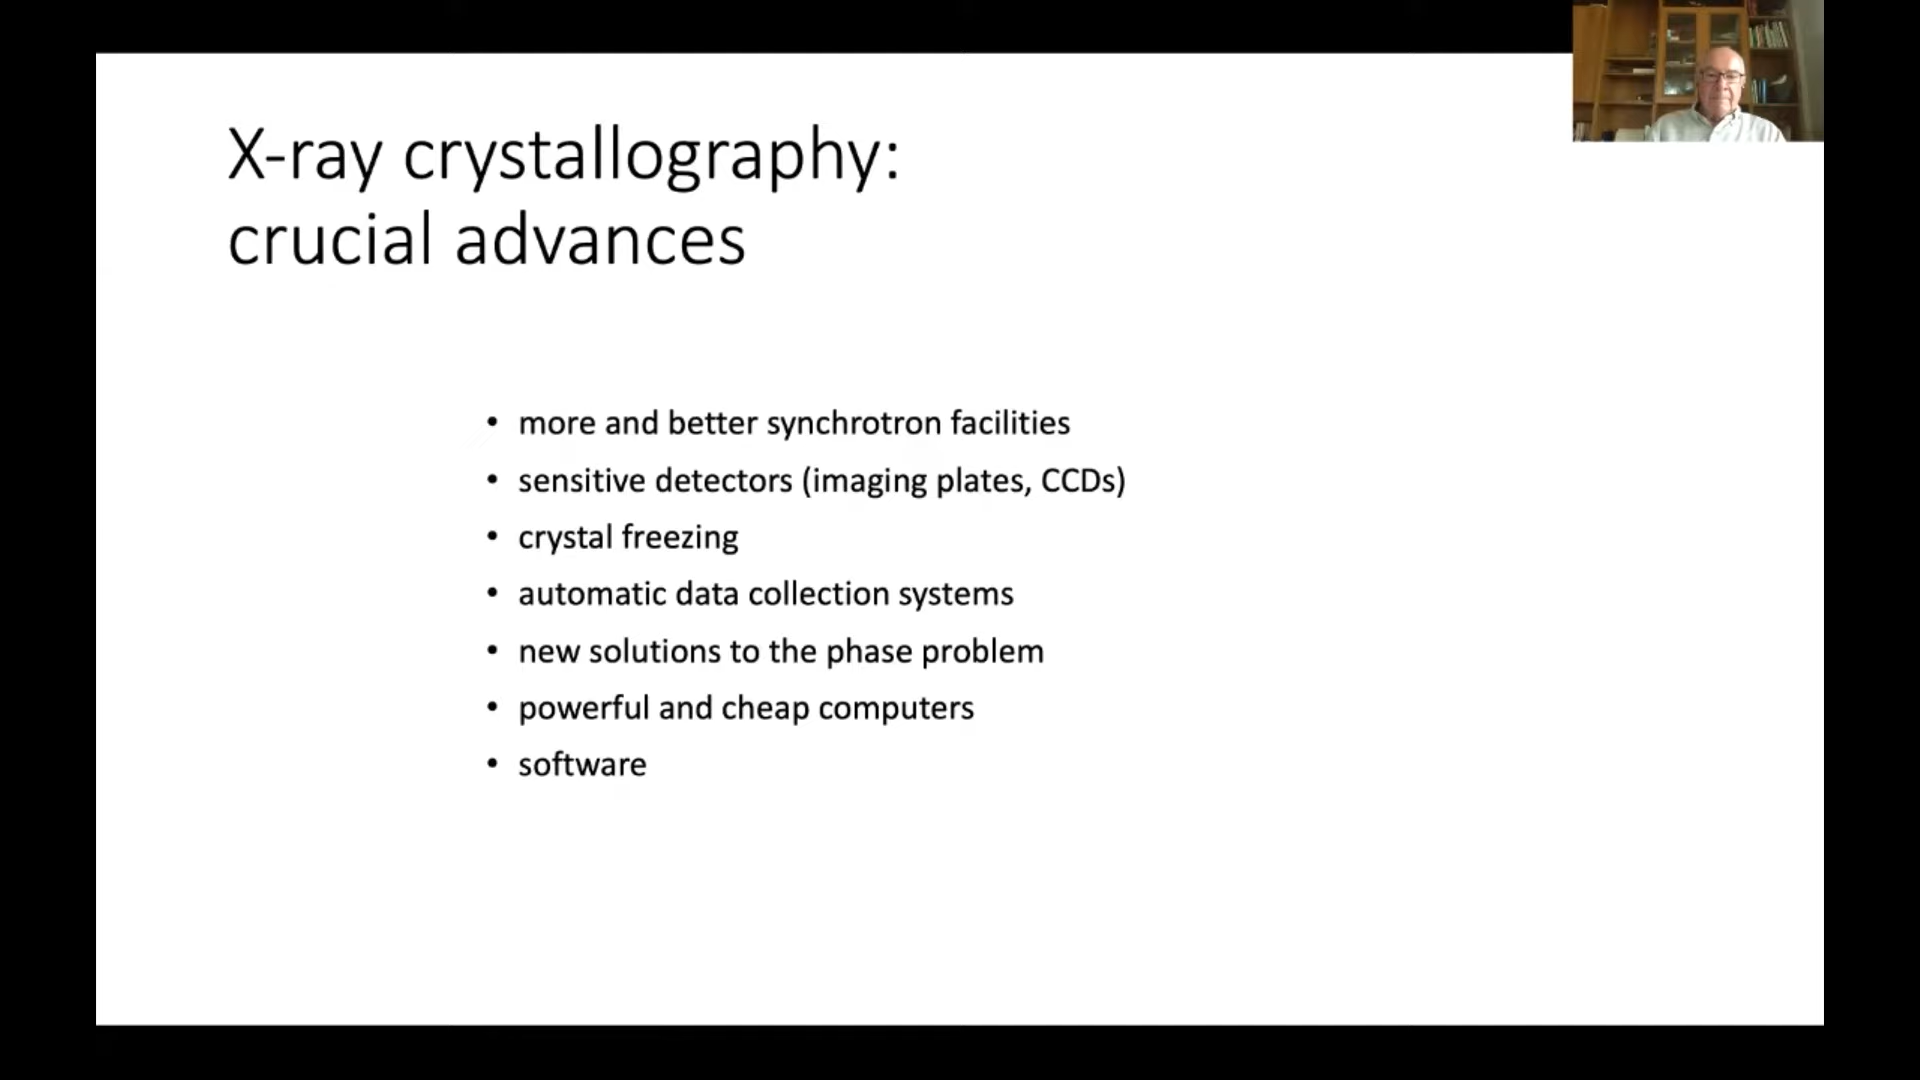 X-ray crystallography:
crucial advances
• more and better synchrotron facilities
• sensitive detectors (imaging plates, CCDs)
• crystal freezing
• automatic data collection systems
• new solutions to the phase problem
• powerful and cheap computers
• software